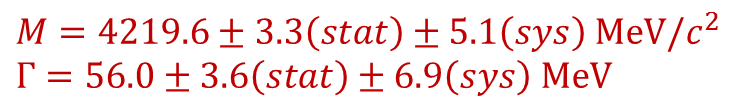 M = 4219.6 ± 3.3(stat) ± 5.1(sys) MeV/c²
Γ = 56.0 ± 3.6(stat) ± 6.9(sys) MeV